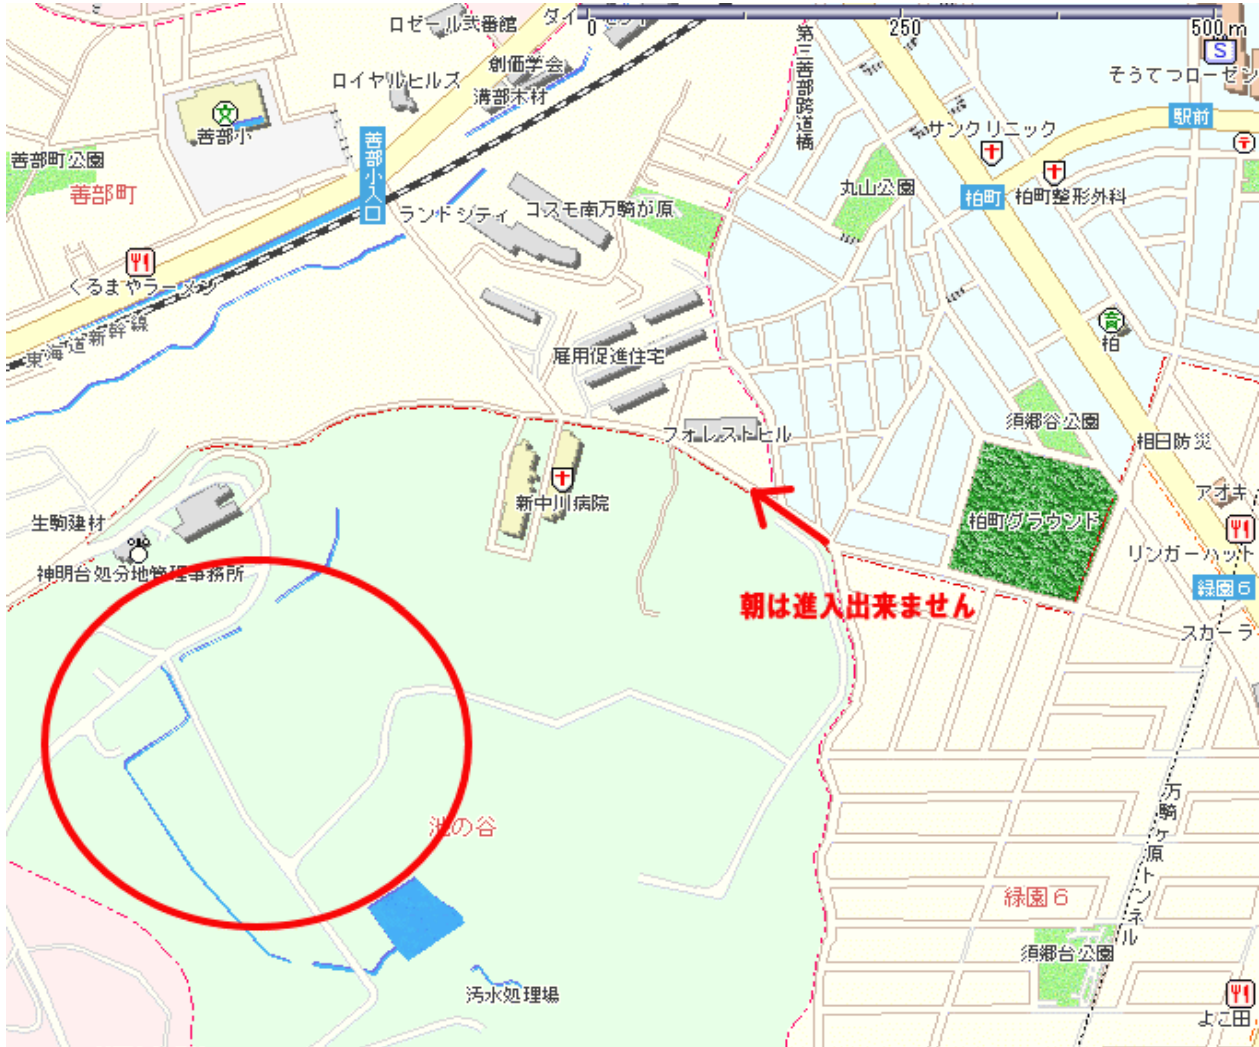 ロゼール弐番館
0
250
500 m
第三善部跨道橋
創価学会
ロイヤルヒルズ
溝部木材
そうてつローゼン
駅前
サンクリニック
善部小
善部小入口
善部町公園
善部町
丸山公園
柏町
柏町整形外科
ランドシティ
コスモ南万騎が原
くるまやラーメン
東海道新幹線
雇用促進住宅
柏
須郷谷公園
フォレストヒル
相日防災
アオキ
新中川病院
生駒建材
柏町グラウンド
リンガーハット
神明台処分地管理事務所
緑園6
朝は進入出来ません
スカーラ
池の谷
万騎ヶ原トンネル
緑園6
須郷台公園
汚水処理場
よこ田